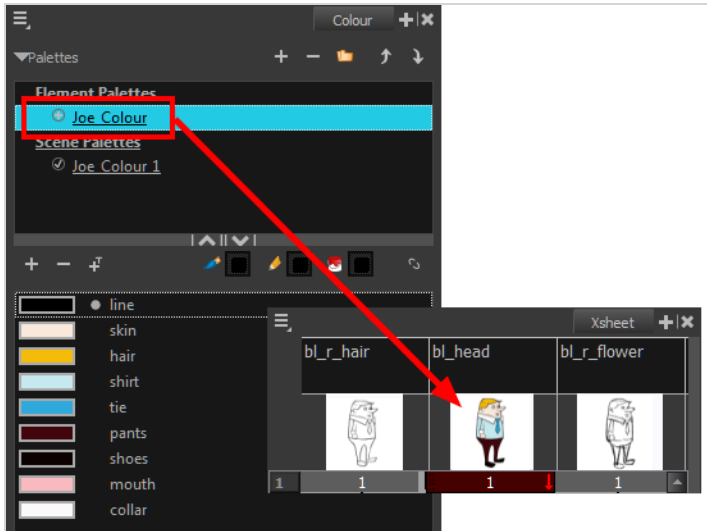 Colour
Palettes
Element Palettes
Joe Colour
Scene Palettes
Joe Colour 1
line
skin
hair
shirt
tie
pants
shoes
mouth
collar
Xsheet
bl_r_hair bl_head bl_r_flower
1 1 1 1